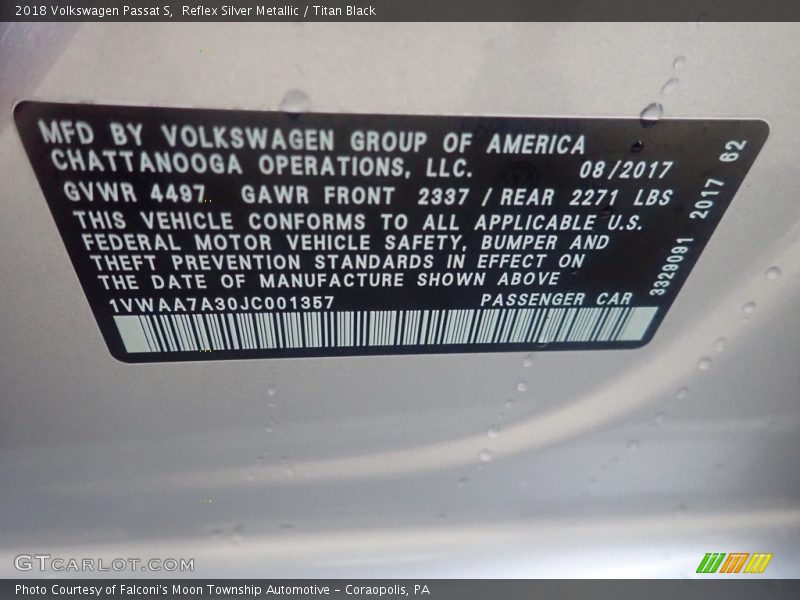 2018 Volkswagen Passat S,  Reflex Silver Metallic / Titan Black
MFD BY VOLKSWAGEN GROUP OF AMERICA
CHATTANOOGA OPERATIONS, LLC. 08/2017
GVWR 4497 GAWR FRONT 2337 / REAR 2271 LBS
THIS VEHICLE CONFORMS TO ALL APPLICABLE U.S.
FEDERAL MOTOR VEHICLE SAFETY, BUMPER AND
THEFT PREVENTION STANDARDS IN EFFECT ON
THE DATE OF MANUFACTURE SHOWN ABOVE
1VWAA7A30JC001357 PASSENGER CAR
3329091 2017 62
GTCARLOT.COM
Photo Courtesy of Falconi's Moon Township Automotive – Coraopolis, PA